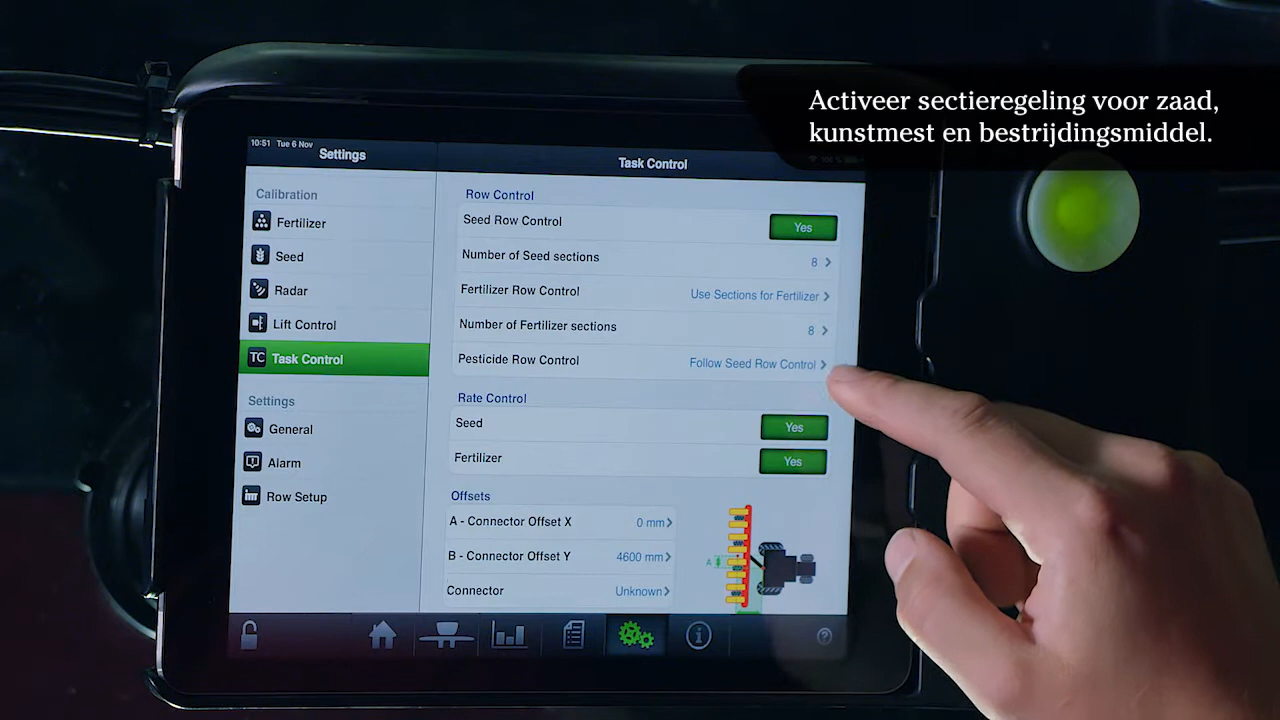 Activeer sectieregeling voor zaad,
kunstmest en bestrijdingsmiddel.
10:51 Tue 6 Nov
Settings
Task Control
Calibration
Fertilizer
Seed
Radar
Lift Control
TC Task Control
Settings
General
Alarm
Row Setup
Row Control
Seed Row Control Yes
Number of Seed sections 8
Fertilizer Row Control Use Sections for Fertilizer
Number of Fertilizer sections 8
Pesticide Row Control Follow Seed Row Control
Rate Control
Seed Yes
Fertilizer Yes
Offsets
A - Connector Offset X 0 mm
B - Connector Offset Y 4600 mm
Connector Unknown
A